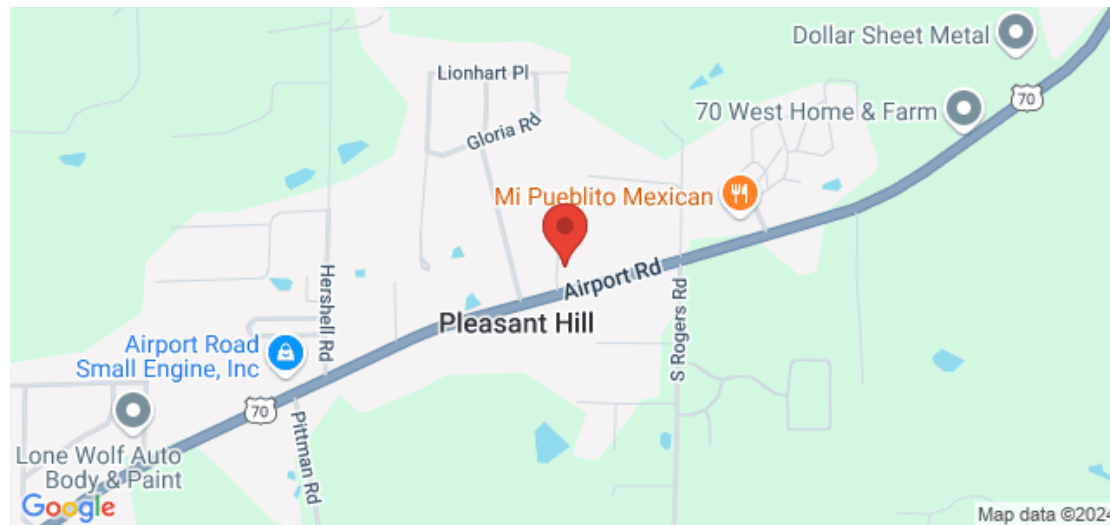 Dollar Sheet Metal
70
Lionhart Pl
70 West Home & Farm
Gloria Rd
Mi Pueblito Mexican
Airport Rd
Hershell Rd
Pleasant Hill
S Rogers Rd
Airport Road
Small Engine, Inc
70
Pittman Rd
Lone Wolf Auto
Body & Paint
Google
Map data ©2024